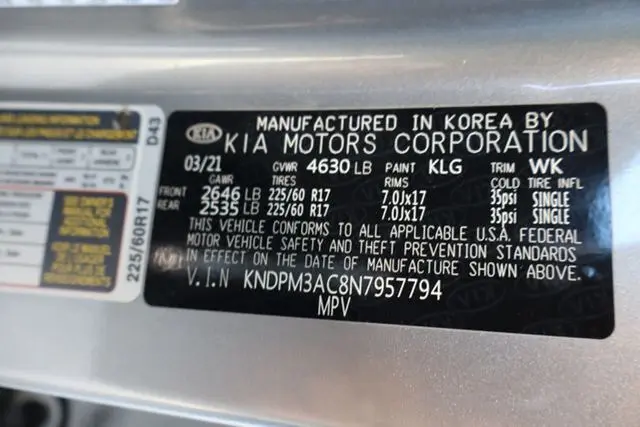 MANUFACTURED IN KOREA BY
KIA KIA MOTORS CORPORATION
03/21 GVWR 4630 LB PAINT KLG TRIM WK
GAWR TIRES RIMS COLD TIRE INFL
FRONT 2646 LB 225/60 R17 7.0Jx17 35psi SINGLE
REAR 2535 LB 225/60 R17 7.0Jx17 35psi SINGLE
THIS VEHICLE CONFORMS TO ALL APPLICABLE U.S.A. FEDERAL
MOTOR VEHICLE SAFETY AND THEFT PREVENTION STANDARDS
IN EFFECT ON THE DATE OF MANUFACTURE SHOWN ABOVE.
V.I.N KNDPM3AC8N7957794
MPV
D43
225/60R17